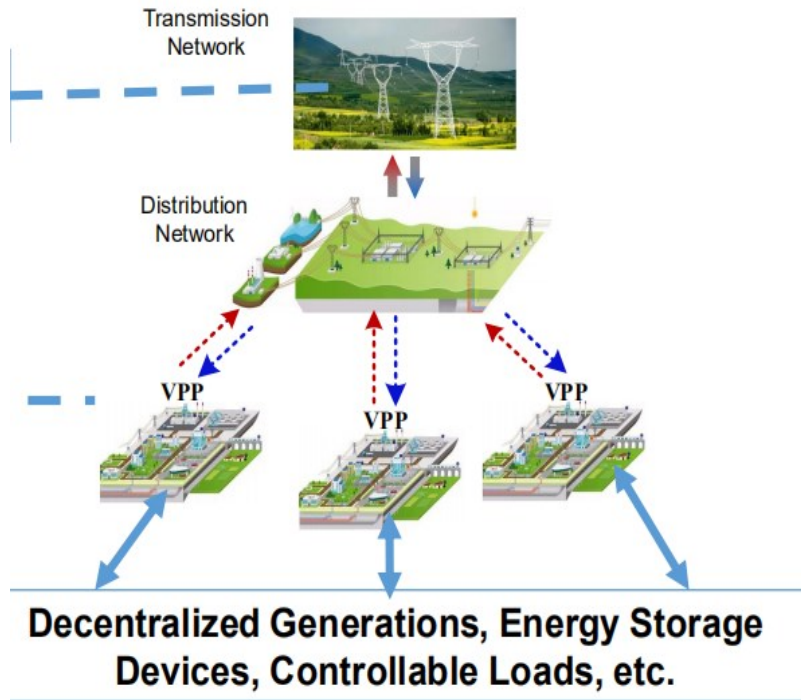 Transmission
Network
Distribution
Network
VPP
VPP
VPP
Decentralized Generations, Energy Storage
Devices, Controllable Loads, etc.